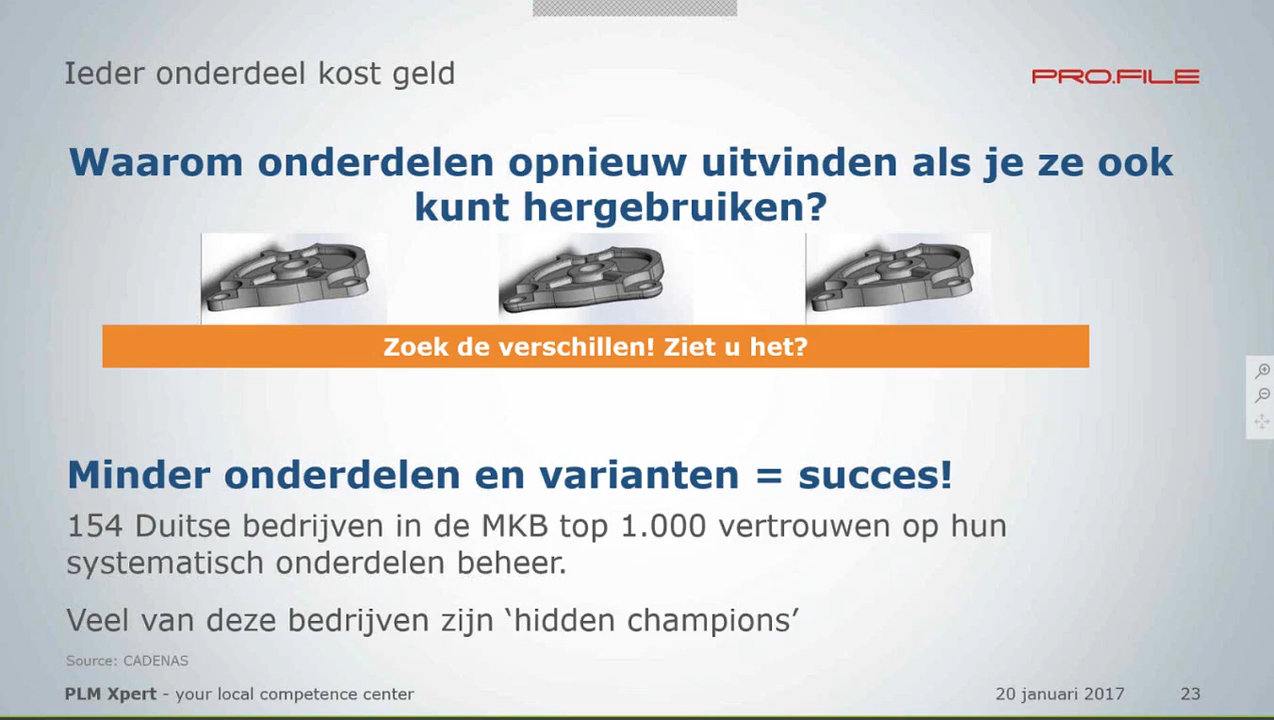 Ieder onderdeel kost geld
PRO.FILE
Waarom onderdelen opnieuw uitvinden als je ze ook
kunt hergebruiken?
Zoek de verschillen! Ziet u het?
Minder onderdelen en varianten = succes!
154 Duitse bedrijven in de MKB top 1.000 vertrouwen op hun
systematisch onderdelen beheer.
Veel van deze bedrijven zijn ‘hidden champions’
Source: CADENAS
PLM Xpert - your local competence center
20 januari 2017
23